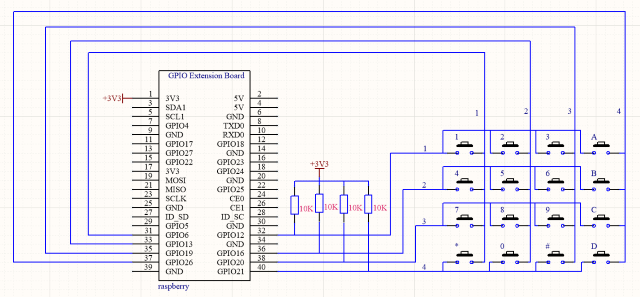 GPIO Extension Board
+3V3
1 3V3 5V 2
3 SDA1 5V 4
5 SCL1 GND 6
7 GPIO4 TXD0 8
9 GND RXD0 10
11 GPIO17 GPIO18 12
13 GPIO27 GND 14
15 GPIO22 GPIO23 16
17 3V3 GPIO24 18
19 MOSI GND 20
21 MISO GPIO25 22
23 SCLK CE0 24
25 GND CE1 26
27 ID_SD ID_SC 28
29 GPIO5 GND 30
31 GPIO6 GPIO12 32
33 GPIO13 GND 34
35 GPIO19 GPIO16 36
37 GPIO26 GPIO20 38
39 GND GPIO21 40
raspberry
+3V3
10K 10K 10K 10K
1 2 3 4
1 1 2 3 A
2 4 5 6 B
3 7 8 9 C
4 * 0 # D